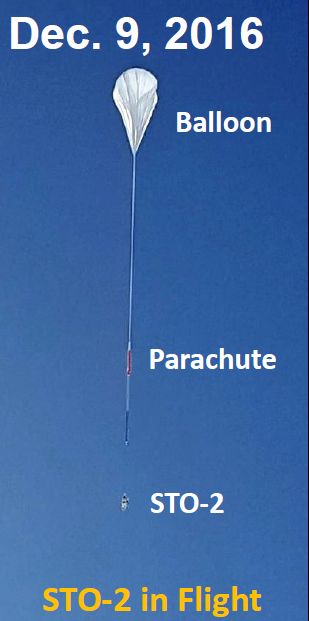 Dec. 9, 2016
Balloon
Parachute
STO-2
STO-2 in Flight